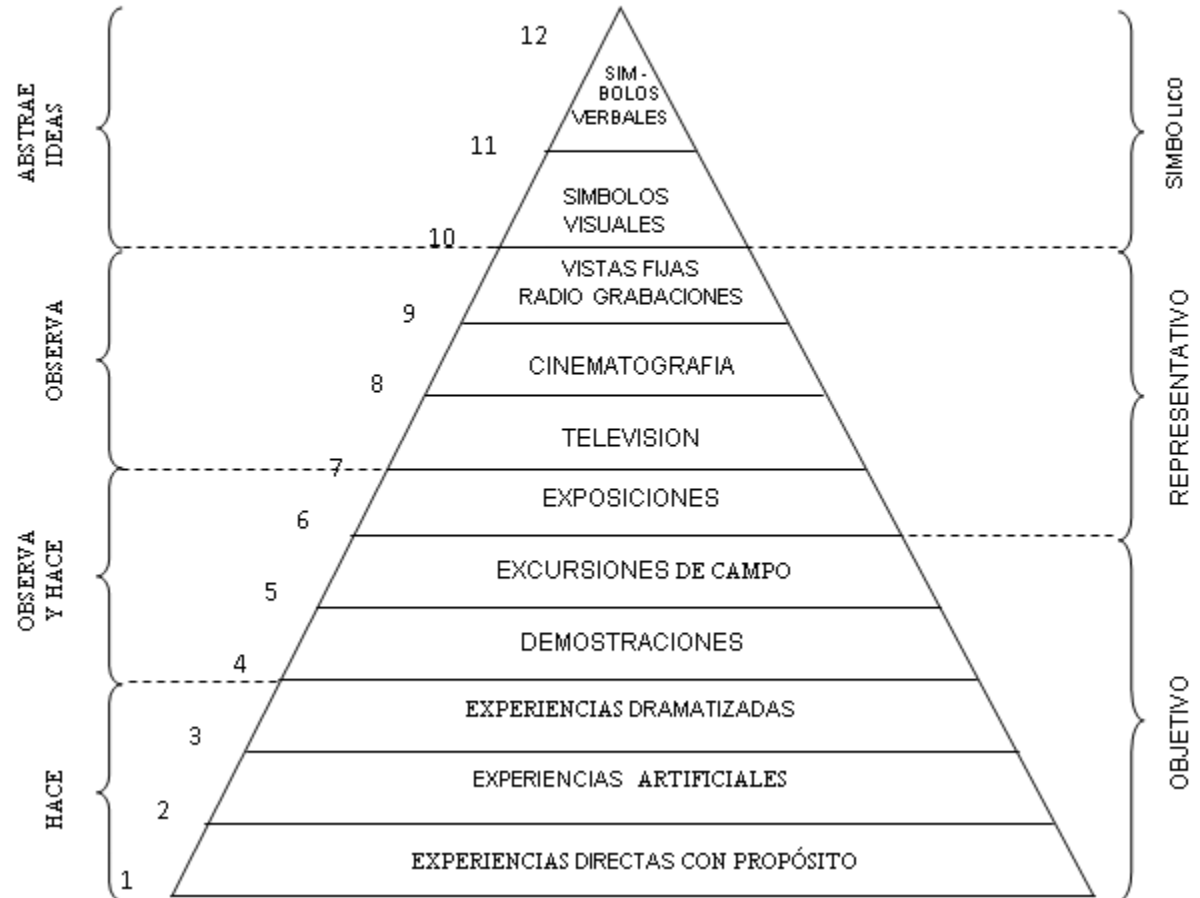 12
SIM -
BOLOS
VERBALES
11
SIMBOLOS
VISUALES
10
VISTAS FIJAS
RADIO GRABACIONES
9
CINEMATOGRAFIA
8
TELEVISION
7
EXPOSICIONES
6
EXCURSIONES DE CAMPO
5
DEMOSTRACIONES
4
EXPERIENCIAS DRAMATIZADAS
3
EXPERIENCIAS ARTIFICIALES
2
EXPERIENCIAS DIRECTAS CON PROPÓSITO
1
ABSTRAE
IDEAS
OBSERVA
OBSERVA
Y HACE
HACE
SIMBOLICO
REPRESENTATIVO
OBJETIVO